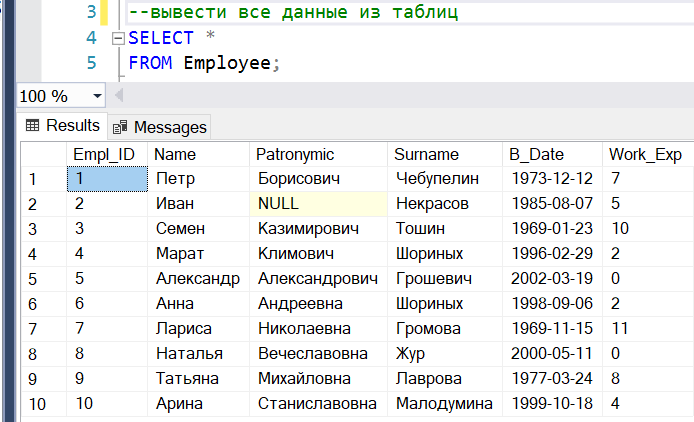 3 --вывести все данные из таблиц
4 SELECT *
5 FROM Employee;
100 %
Results Messages
Empl_ID Name Patronymic Surname B_Date Work_Exp
1 1 Петр Борисович Чебупелин 1973-12-12 7
2 2 Иван NULL Некрасов 1985-08-07 5
3 3 Семен Казимирович Тошин 1969-01-23 10
4 4 Марат Климович Шориных 1996-02-29 2
5 5 Александр Александрович Грошевич 2002-03-19 0
6 6 Анна Андреевна Шориных 1998-09-06 2
7 7 Лариса Николаевна Громова 1969-11-15 11
8 8 Наталья Вечеславовна Жур 2000-05-11 0
9 9 Татьяна Михайловна Лаврова 1977-03-24 8
10 10 Арина Станиславовна Малодумина 1999-10-18 4